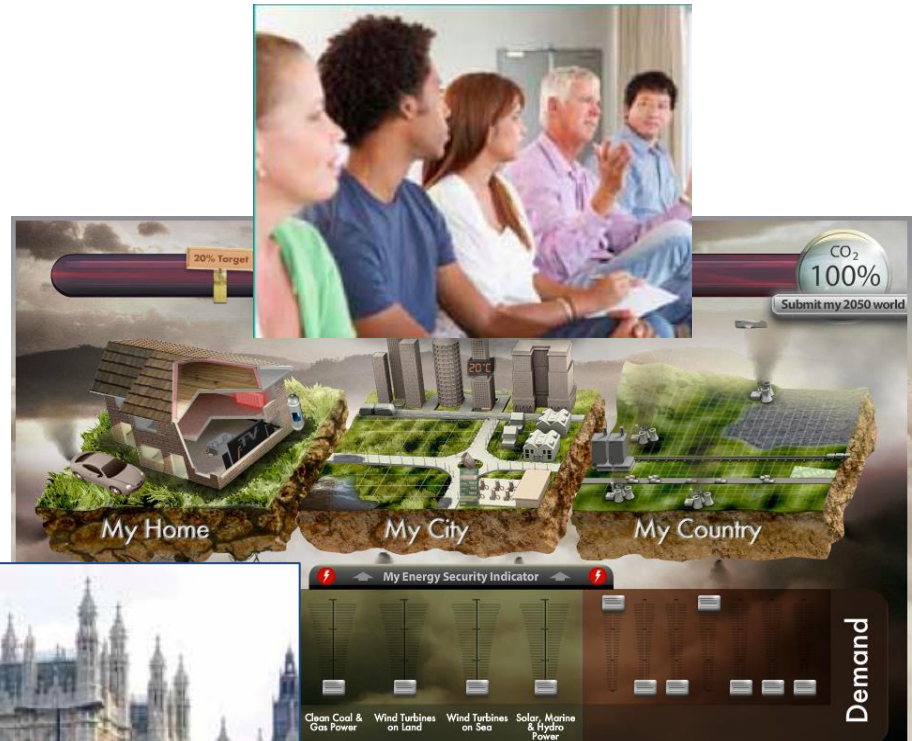 20% Target
CO₂
100%
Submit my 2050 world
20°C
TV
My Home
My City
My Country
My Energy Security Indicator
Clean Coal &
Gas Power
Wind Turbines
on Land
Wind Turbines
on Sea
Solar, Marine
& Hydro
Power
Demand